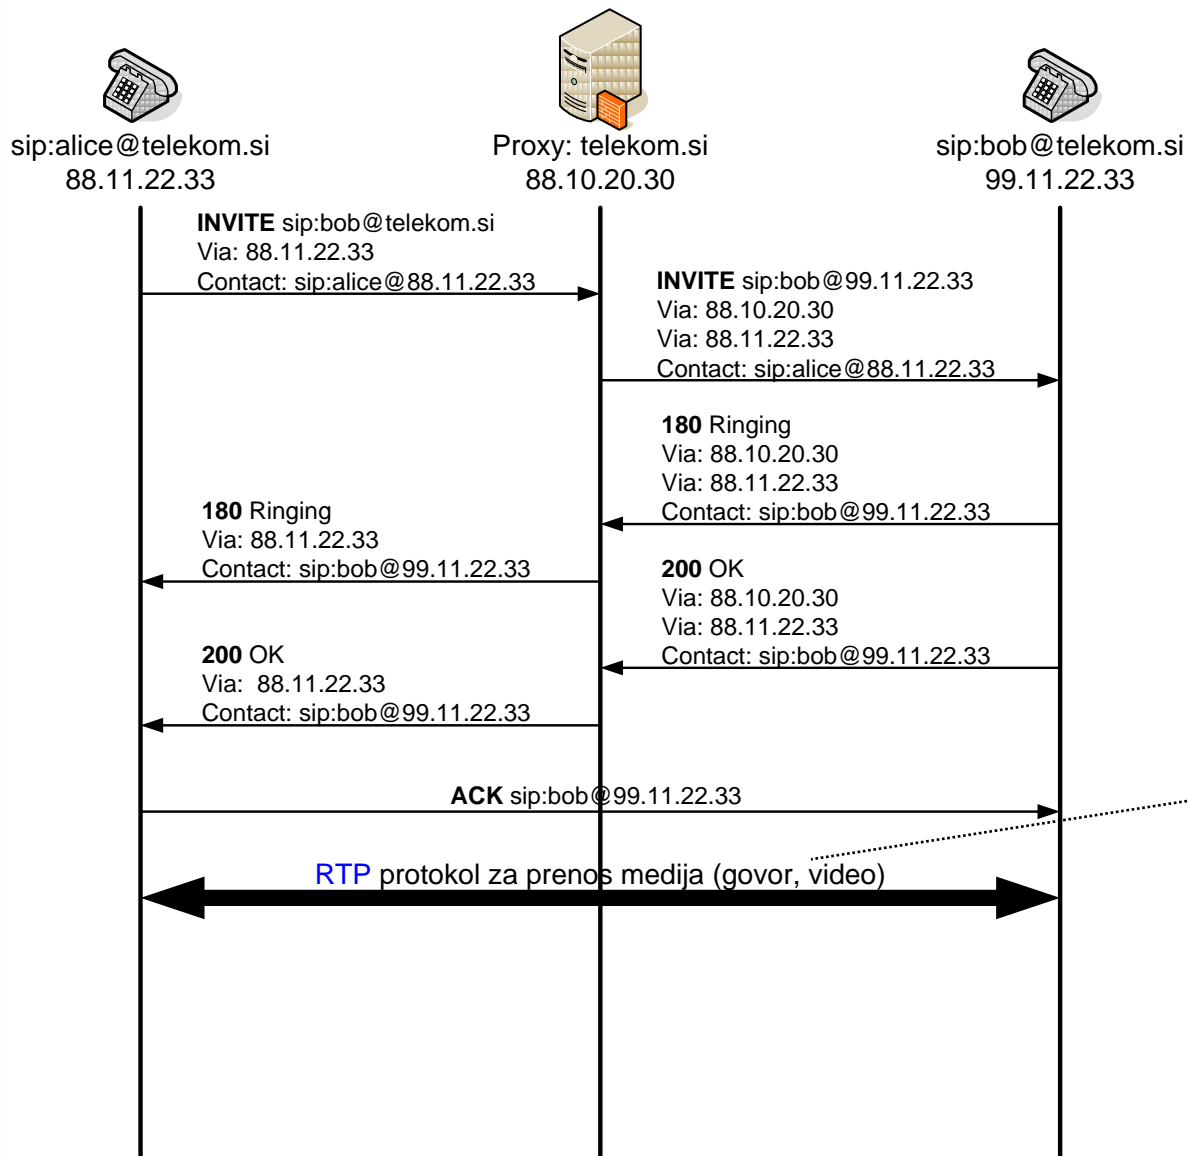 sip:alice@telekom.si
88.11.22.33
Proxy: telekom.si
88.10.20.30
sip:bob@telekom.si
99.11.22.33
INVITE sip:bob@telekom.si
Via: 88.11.22.33
Contact: sip:alice@88.11.22.33
INVITE sip:bob@99.11.22.33
Via: 88.10.20.30
Via: 88.11.22.33
Contact: sip:alice@88.11.22.33
180 Ringing
Via: 88.10.20.30
Via: 88.11.22.33
Contact: sip:bob@99.11.22.33
180 Ringing
Via: 88.11.22.33
Contact: sip:bob@99.11.22.33
200 OK
Via: 88.10.20.30
Via: 88.11.22.33
Contact: sip:bob@99.11.22.33
200 OK
Via:  88.11.22.33
Contact: sip:bob@99.11.22.33
ACK sip:bob@99.11.22.33
RTP protokol za prenos medija (govor, video)